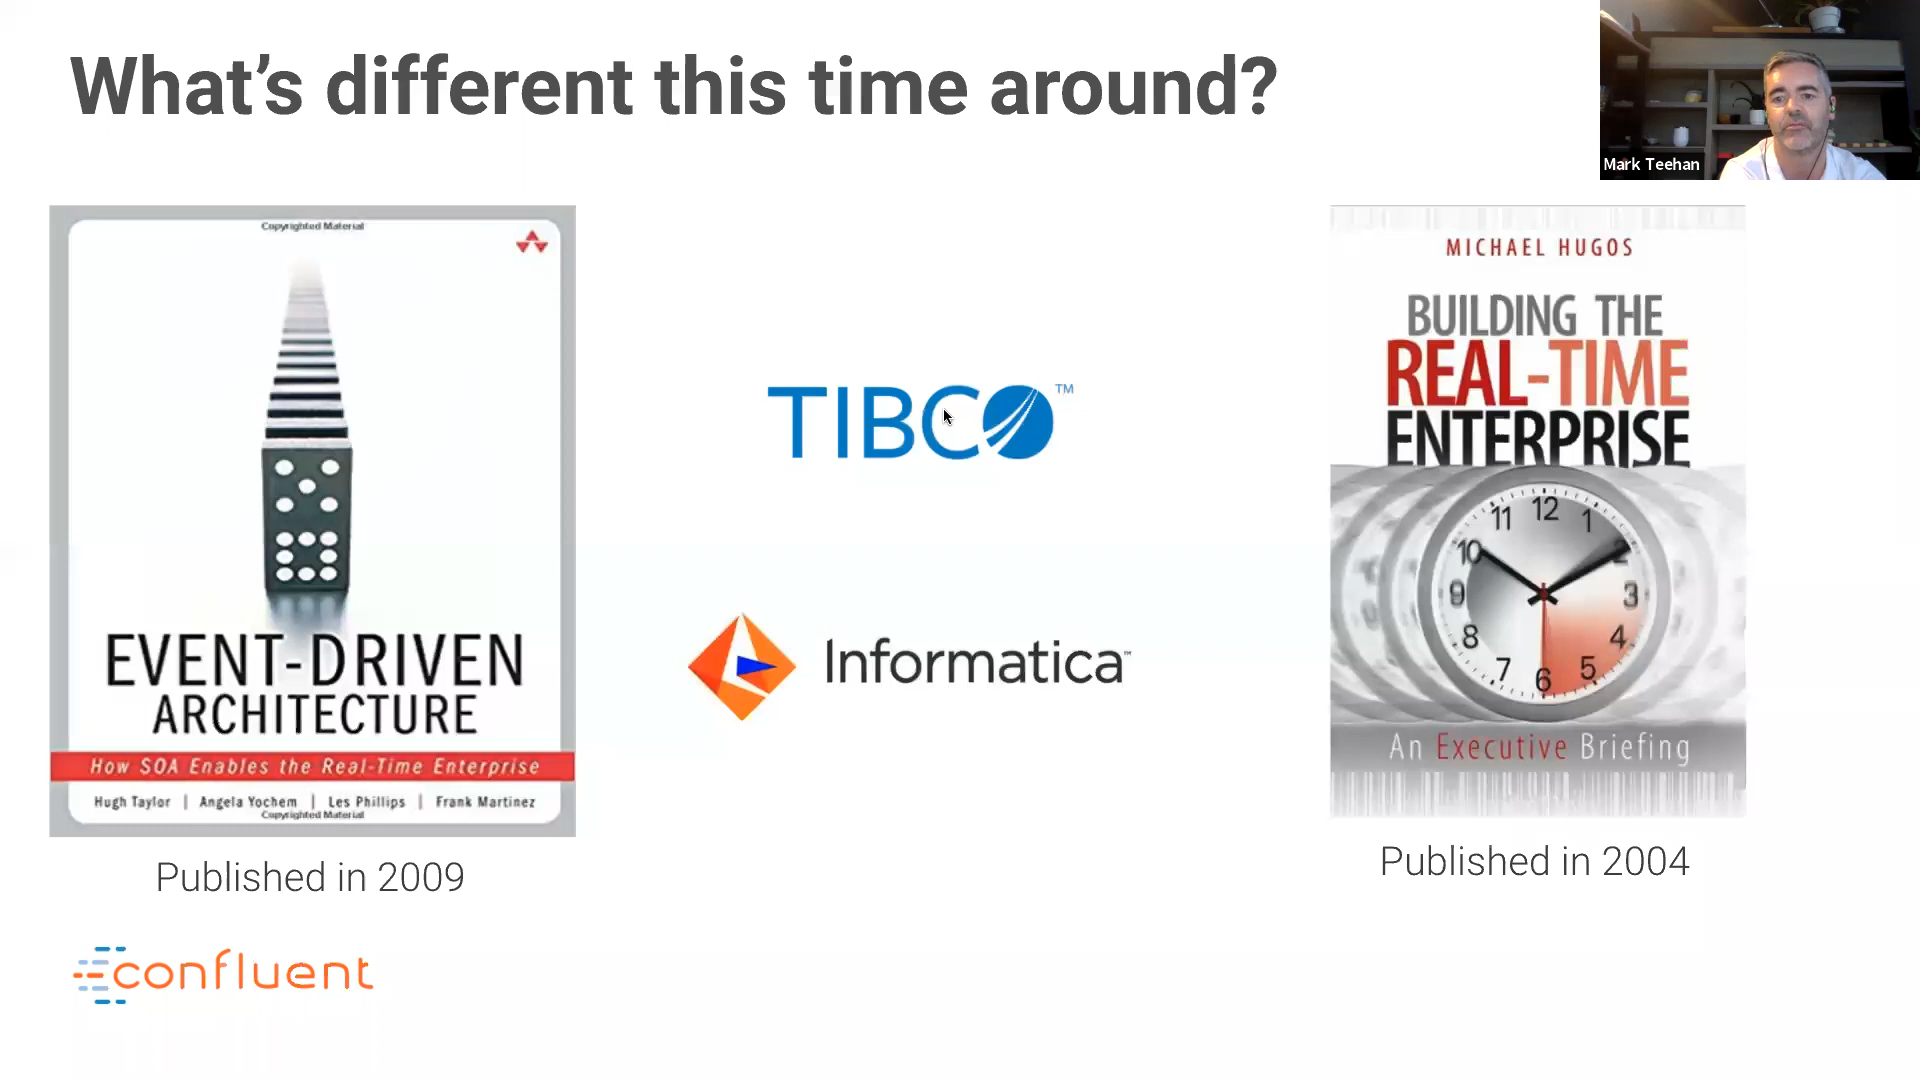 What's different this time around?
Mark Teehan
Copyrighted Material
EVENT-DRIVEN
ARCHITECTURE
How SOA Enables the Real-Time Enterprise
Hugh Taylor | Angela Yochem | Les Phillips | Frank Martinez
Copyrighted Material
Published in 2009
TIBCO™
Informatica™
MICHAEL HUGOS
BUILDING THE
REAL-TIME
ENTERPRISE
12
11 1
10 2
9 3
8 4
7 5
6
An Executive Briefing
Published in 2004
confluent